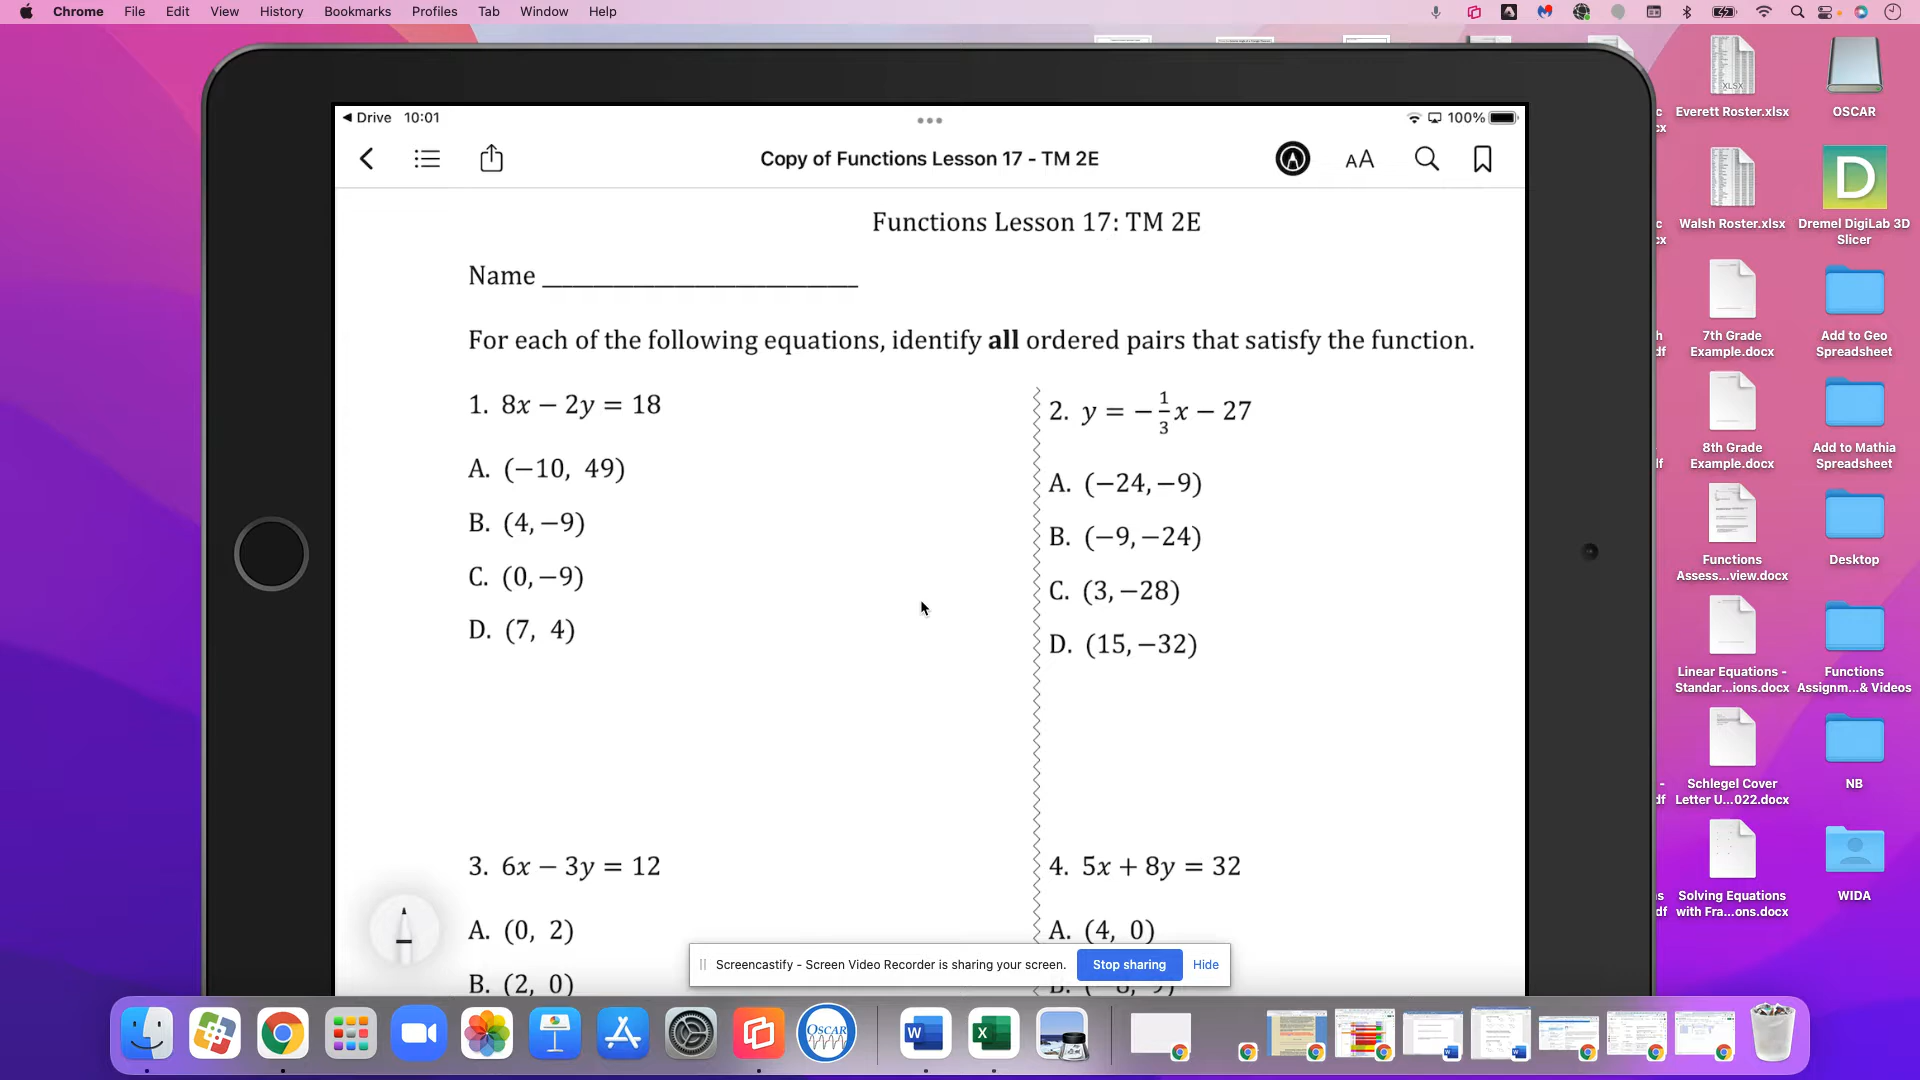 Chrome File Edit View History Bookmarks Profiles Tab Window Help
Drive 10:01
100%
Copy of Functions Lesson 17 - TM 2E
AA
Functions Lesson 17: TM 2E
Name ____________________
For each of the following equations, identify all ordered pairs that satisfy the function.
1. 8x − 2y = 18
A. (−10, 49)
B. (4, −9)
C. (0, −9)
D. (7, 4)
2. y = −1/3x − 27
A. (−24, −9)
B. (−9, −24)
C. (3, −28)
D. (15, −32)
3. 6x − 3y = 12
A. (0, 2)
B. (2, 0)
4. 5x + 8y = 32
A. (4, 0)
Screencastify - Screen Video Recorder is sharing your screen. Stop sharing Hide
XLSX
Everett Roster.xlsx
OSCAR
Walsh Roster.xlsx
D
Dremel DigiLab 3D
Slicer
7th Grade
Example.docx
Add to Geo
Spreadsheet
8th Grade
Example.docx
Add to Mathia
Spreadsheet
Functions
Assess...view.docx
Desktop
Linear Equations -
Standar...ions.docx
Functions
Assignm...& Videos
Schlegel Cover
Letter U...022.docx
NB
Solving Equations
with Fra...ons.docx
WIDA
OSCAR
W
X